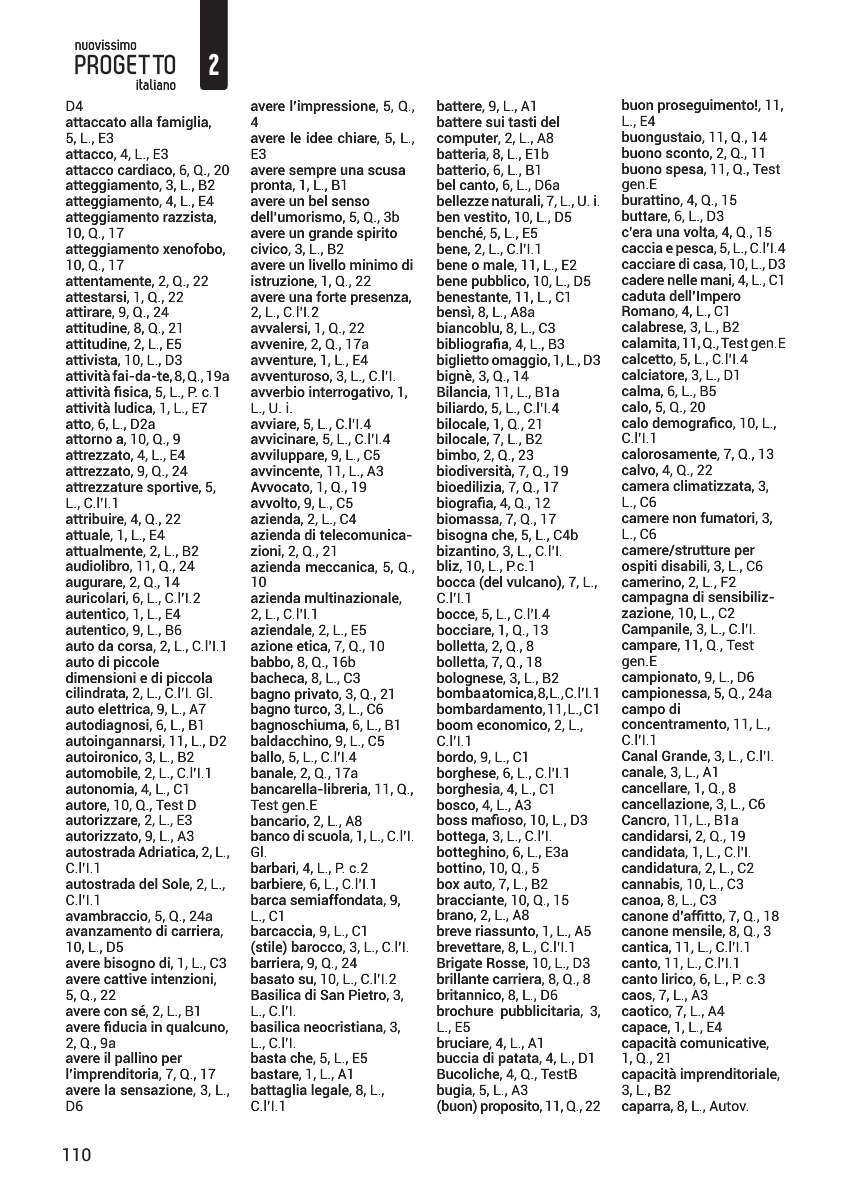 nuovissimo
PROGETTO
italiano
2
D4
attaccato alla famiglia,
5, L., E3
attacco, 4, L., E3
attacco cardiaco, 6, Q., 20
atteggiamento, 3, L., B2
atteggiamento, 4, L., E4
atteggiamento razzista,
10, Q., 17
atteggiamento xenofobo,
10, Q., 17
attentamente, 2, Q., 22
attestarsi, 1, Q., 22
attirare, 9, Q., 24
attitudine, 8, Q., 21
attitudine, 2, L., E5
attivista, 10, L., D3
attività fai-da-te, 8, Q., 19a
attività fisica, 5, L., P. c.1
attività ludica, 1, L., E7
atto, 6, L., D2a
attorno a, 10, Q., 9
attrezzato, 4, L., E4
attrezzato, 9, Q., 24
attrezzature sportive, 5,
L., C.l'I.1
attribuire, 4, Q., 22
attuale, 1, L., E4
attualmente, 2, L., B2
audiolibro, 11, Q., 24
augurare, 2, Q., 14
auricolari, 6, L., C.l'I.2
autentico, 1, L., E4
autentico, 9, L., B6
auto da corsa, 2, L., C.l'I.1
auto di piccole
dimensioni e di piccola
cilindrata, 2, L., C.l'I. Gl.
auto elettrica, 9, L., A7
autodiagnosi, 6, L., B1
autoingannarsi, 11, L., D2
autoironico, 3, L., B2
automobile, 2, L., C.l'I.1
autonomia, 4, L., C1
autore, 10, Q., Test D
autorizzare, 2, L., E3
autorizzato, 9, L., A3
autostrada Adriatica, 2, L.,
C.l'I.1
autostrada del Sole, 2, L.,
C.l'I.1
avambraccio, 5, Q., 24a
avanzamento di carriera,
10, L., D5
avere bisogno di, 1, L., C3
avere cattive intenzioni,
5, Q., 22
avere con sé, 2, L., B1
avere fiducia in qualcuno,
2, Q., 9a
avere il pallino per
l'imprenditoria, 7, Q., 17
avere la sensazione, 3, L.,
D6
avere l'impressione, 5, Q.,
4
avere le idee chiare, 5, L.,
E3
avere sempre una scusa
pronta, 1, L., B1
avere un bel senso
dell'umorismo, 5, Q., 3b
avere un grande spirito
civico, 3, L., B2
avere un livello minimo di
istruzione, 1, Q., 22
avere una forte presenza,
2, L., C.l'I.2
avvalersi, 1, Q., 22
avvenire, 2, Q., 17a
avventure, 1, L., E4
avventuroso, 3, L., C.l'I.
avverbio interrogativo, 1,
L., U. i.
avviare, 5, L., C.l'I.4
avvicinare, 5, L., C.l'I.4
avviluppare, 9, L., C5
avvincente, 11, L., A3
Avvocato, 1, Q., 19
avvolto, 9, L., C5
azienda, 2, L., C4
azienda di telecomunica-
zioni, 2, Q., 21
azienda meccanica, 5, Q.,
10
azienda multinazionale,
2, L., C.l'I.1
aziendale, 2, L., E5
azione etica, 7, Q., 10
babbo, 8, Q., 16b
bacheca, 8, L., C3
bagno privato, 3, Q., 21
bagno turco, 3, L., C6
bagnoschiuma, 6, L., B1
baldacchino, 9, L., C5
ballo, 5, L., C.l'I.4
banale, 2, Q., 17a
bancarella-libreria, 11, Q.,
Test gen.E
bancario, 2, L., A8
banco di scuola, 1, L., C.l'I.
Gl.
barbari, 4, L., P. c.2
barbiere, 6, L., C.l'I.1
barca semiaffondata, 9,
L., C1
barcaccia, 9, L., C1
(stile) barocco, 3, L., C.l'I.
barriera, 9, Q., 24
basato su, 10, L., C.l'I.2
Basilica di San Pietro, 3,
L., C.l'I.
basilica neocristiana, 3,
L., C.l'I.
basta che, 5, L., E5
bastare, 1, L., A1
battaglia legale, 8, L.,
C.l'I.1
battere, 9, L., A1
battere sui tasti del
computer, 2, L., A8
batteria, 8, L., E1b
batterio, 6, L., B1
bel canto, 6, L., D6a
bellezze naturali, 7, L., U. i.
ben vestito, 10, L., D5
benché, 5, L., E5
bene, 2, L., C.l'I.1
bene o male, 11, L., E2
bene pubblico, 10, L., D5
benestante, 11, L., C1
bensì, 8, L., A8a
biancoblu, 8, L., C3
bibliografia, 4, L., B3
biglietto omaggio, 1, L., D3
bignè, 3, Q., 14
Bilancia, 11, L., B1a
biliardo, 5, L., C.l'I.4
bilocale, 1, Q., 21
bilocale, 7, L., B2
bimbo, 2, Q., 23
biodiversità, 7, Q., 19
bioedilizia, 7, Q., 17
biografia, 4, Q., 12
biomassa, 7, Q., 17
bisogna che, 5, L., C4b
bizantino, 3, L., C.l'I.
bliz, 10, L., P.c.1
bocca (del vulcano), 7, L.,
C.l'I.1
bocce, 5, L., C.l'I.4
bocciare, 1, Q., 13
bolletta, 2, Q., 8
bolletta, 7, Q., 18
bolognese, 3, L., B2
bomba atomica, 8, L., C.l'I.1
bombardamento, 11, L., C1
boom economico, 2, L.,
C.l'I.1
bordo, 9, L., C1
borghese, 6, L., C.l'I.1
borghesia, 4, L., C1
bosco, 4, L., A3
boss mafioso, 10, L., D3
bottega, 3, L., C.l'I.
botteghino, 6, L., E3a
bottino, 10, Q., 5
box auto, 7, L., B2
bracciante, 10, Q., 15
brano, 2, L., A8
breve riassunto, 1, L., A5
brevettare, 8, L., C.l'I.1
Brigate Rosse, 10, L., D3
brillante carriera, 8, Q., 8
britannico, 8, L., D6
brochure pubblicitaria, 3,
L., E5
bruciare, 4, L., A1
buccia di patata, 4, L., D1
Bucoliche, 4, Q., TestB
bugia, 5, L., A3
(buon) proposito, 11, Q., 22
buon proseguimento!, 11,
L., E4
buongustaio, 11, Q., 14
buono sconto, 2, Q., 11
buono spesa, 11, Q., Test
gen.E
burattino, 4, Q., 15
buttare, 6, L., D3
c'era una volta, 4, Q., 15
caccia e pesca, 5, L., C.l'I.4
cacciare di casa, 10, L., D3
cadere nelle mani, 4, L., C1
caduta dell'Impero
Romano, 4, L., C1
calabrese, 3, L., B2
calamita, 11, Q., Test gen.E
calcetto, 5, L., C.l'I.4
calciatore, 3, L., D1
calma, 6, L., B5
calo, 5, Q., 20
calo demografico, 10, L.,
C.l'I.1
calorosamente, 7, Q., 13
calvo, 4, Q., 22
camera climatizzata, 3,
L., C6
camere non fumatori, 3,
L., C6
camere/strutture per
ospiti disabili, 3, L., C6
camerino, 2, L., F2
campagna di sensibiliz-
zazione, 10, L., C2
Campanile, 3, L., C.l'I.
campare, 11, Q., Test
gen.E
campionato, 9, L., D6
campionessa, 5, Q., 24a
campo di
concentramento, 11, L.,
C.l'I.1
Canal Grande, 3, L., C.l'I.
canale, 3, L., A1
cancellare, 1, Q., 8
cancellazione, 3, L., C6
Cancro, 11, L., B1a
candidarsi, 2, Q., 19
candidata, 1, L., C.l'I.
candidatura, 2, L., C2
cannabis, 10, L., C3
canoa, 8, L., C3
canone d'affitto, 7, Q., 18
canone mensile, 8, Q., 3
cantica, 11, L., C.l'I.1
canto, 11, L., C.l'I.1
canto lirico, 6, L., P. c.3
caos, 7, L., A3
caotico, 7, L., A4
capace, 1, L., E4
capacità comunicative,
1, Q., 21
capacità imprenditoriale,
3, L., B2
caparra, 8, L., Autov.
110